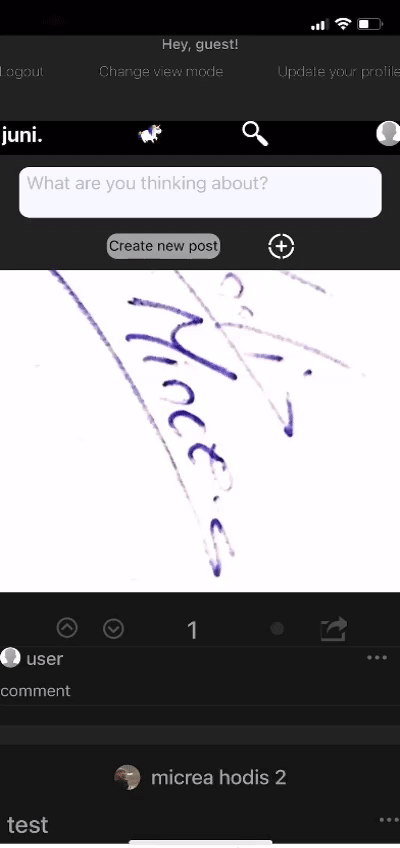 Hey, guest!
Logout Change view mode Update your profile
juni.
What are you thinking about?
Create new post
1
user
comment
micrea hodis 2
test